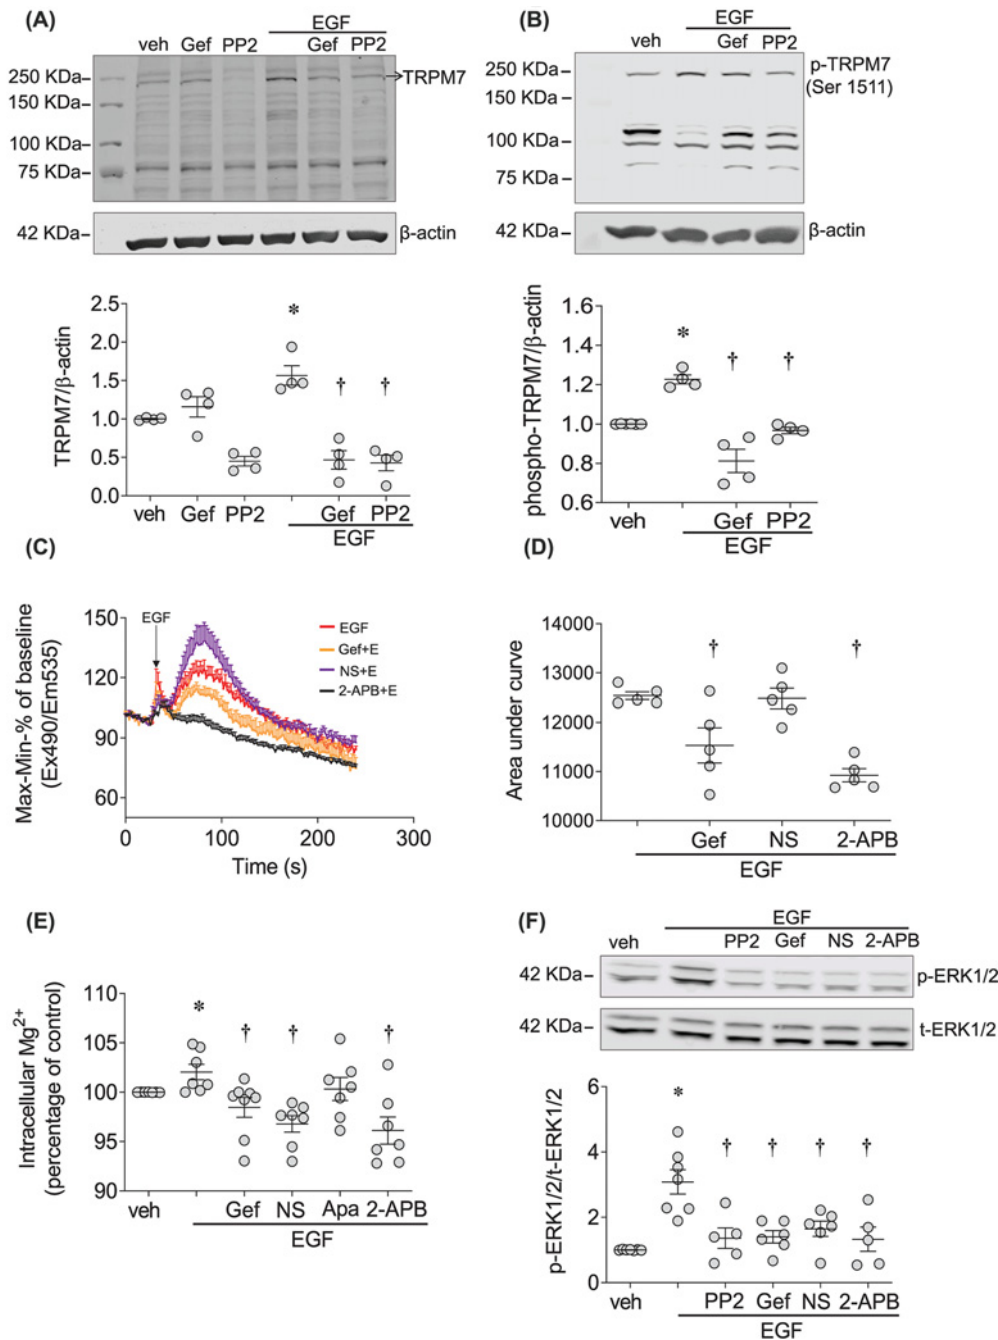 (A)
EGF
veh Gef PP2 Gef PP2
250 KDa
150 KDa
100 KDa
75 KDa
TRPM7
42 KDa
β-actin
TRPM7/β-actin
2.5
2.0
1.5
1.0
0.5
0.0
*
†
†
veh Gef PP2 Gef PP2
EGF
(B)
EGF
veh Gef PP2
250 KDa
150 KDa
100 KDa
75 KDa
p-TRPM7
(Ser 1511)
42 KDa
β-actin
phospho-TRPM7/β-actin
1.6
1.4
1.2
1.0
0.8
0.6
*
†
†
veh Gef PP2
EGF
(C)
Max-Min-% of baseline
(Ex490/Em535)
150
120
90
60
EGF
EGF
Gef+E
NS+E
2-APB+E
0 100 200 300
Time (s)
(D)
Area under curve
14000
13000
12000
11000
10000
†
†
Gef NS 2-APB
EGF
(E)
Intracellular Mg2+
(percentage of control)
110
105
100
95
90
*
†
†
†
veh Gef NS Apa 2-APB
EGF
(F)
EGF
veh PP2 Gef NS 2-APB
42 KDa
p-ERK1/2
42 KDa
t-ERK1/2
p-ERK1/2/t-ERK1/2
6
4
2
0
*
†
†
†
†
veh PP2 Gef NS 2-APB
EGF